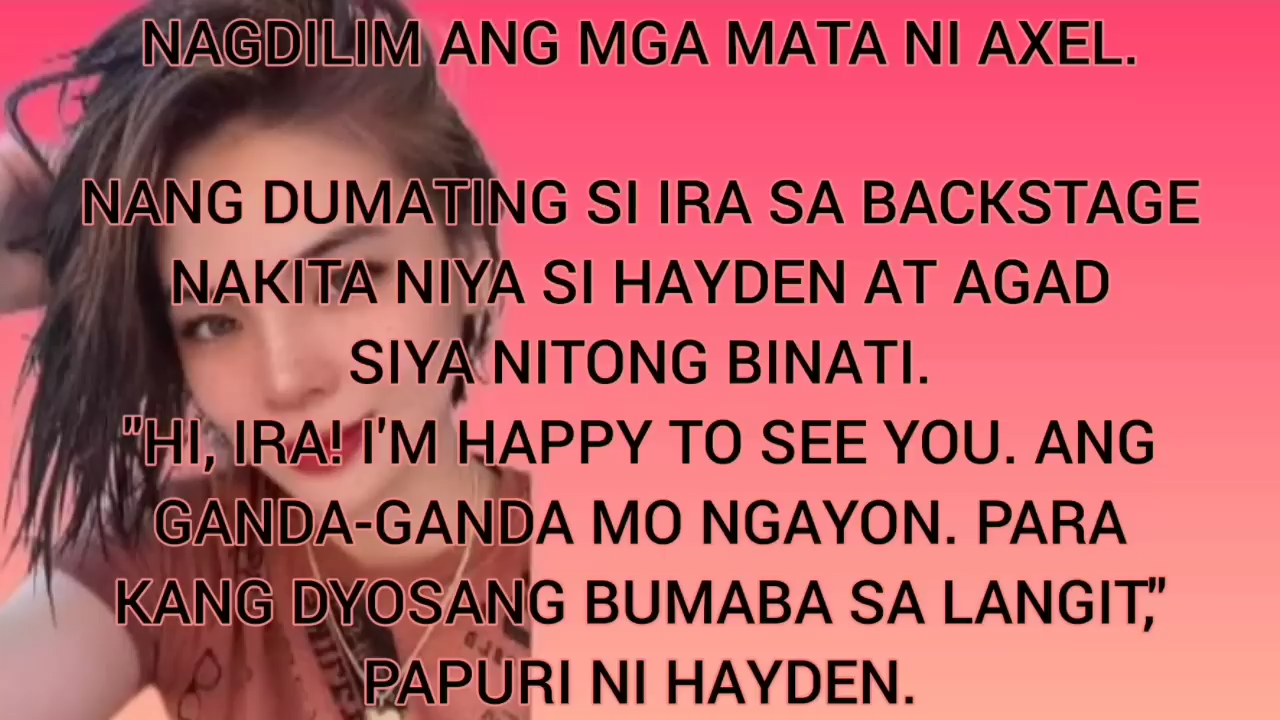 NAGDILIM ANG MGA MATA NI AXEL.
NANG DUMATING SI IRA SA BACKSTAGE
NAKITA NIYA SI HAYDEN AT AGAD
SIYA NITONG BINATI.
"HI, IRA! I'M HAPPY TO SEE YOU. ANG
GANDA-GANDA MO NGAYON. PARA
KANG DYOSANG BUMABA SA LANGIT,"
PAPURI NI HAYDEN.